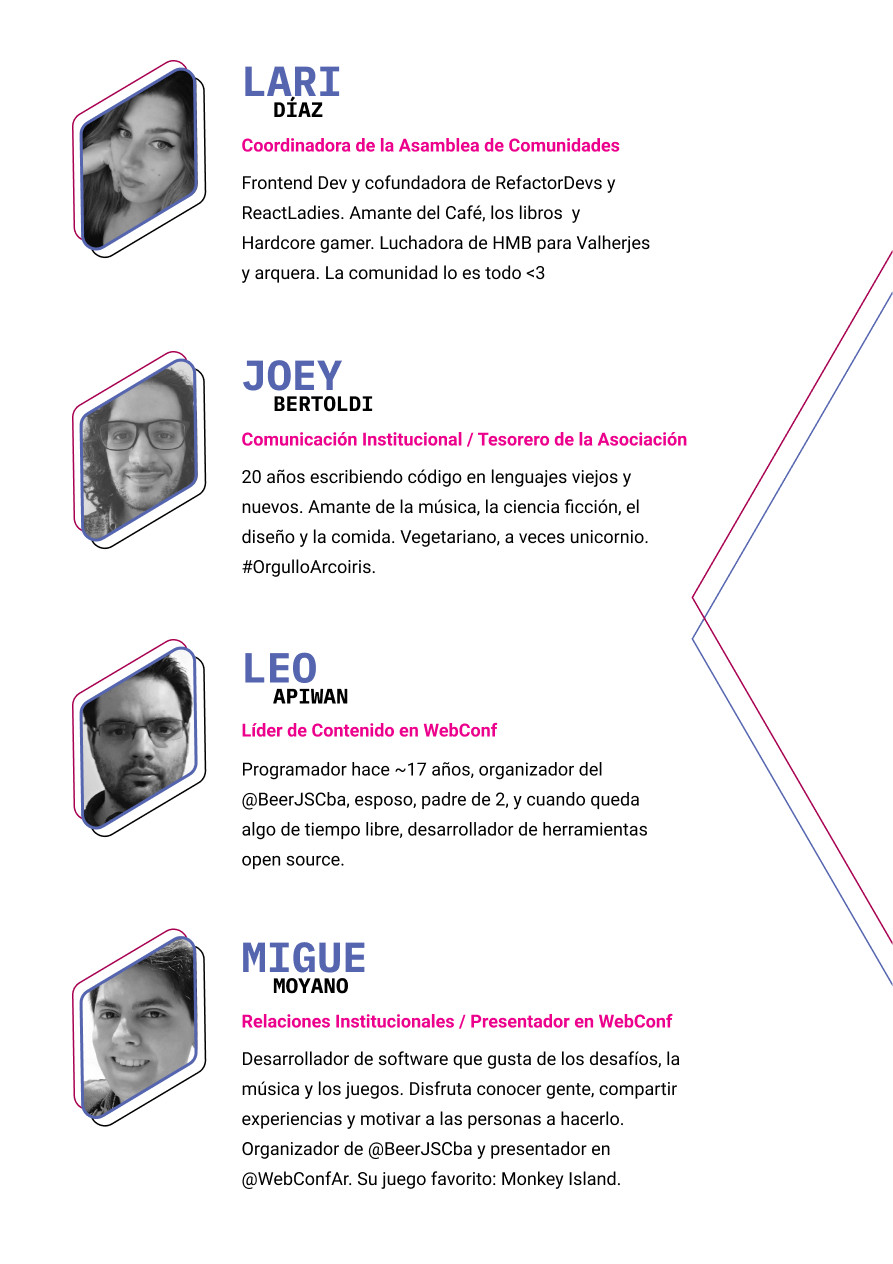 LARI
DÍAZ
Coordinadora de la Asamblea de Comunidades
Frontend Dev y cofundadora de RefactorDevs y
ReactLadies. Amante del Café, los libros  y
Hardcore gamer. Luchadora de HMB para Valherjes
y arquera. La comunidad lo es todo <3
JOEY
BERTOLDI
Comunicación Institucional / Tesorero de la Asociación
20 años escribiendo código en lenguajes viejos y
nuevos. Amante de la música, la ciencia ficción, el
diseño y la comida. Vegetariano, a veces unicornio.
#OrgulloArcoiris.
LEO
APIWAN
Líder de Contenido en WebConf
Programador hace ~17 años, organizador del
@BeerJSCba, esposo, padre de 2, y cuando queda
algo de tiempo libre, desarrollador de herramientas
open source.
MIGUE
MOYANO
Relaciones Institucionales / Presentador en WebConf
Desarrollador de software que gusta de los desafíos, la
música y los juegos. Disfruta conocer gente, compartir
experiencias y motivar a las personas a hacerlo.
Organizador de @BeerJSCba y presentador en
@WebConfAr. Su juego favorito: Monkey Island.